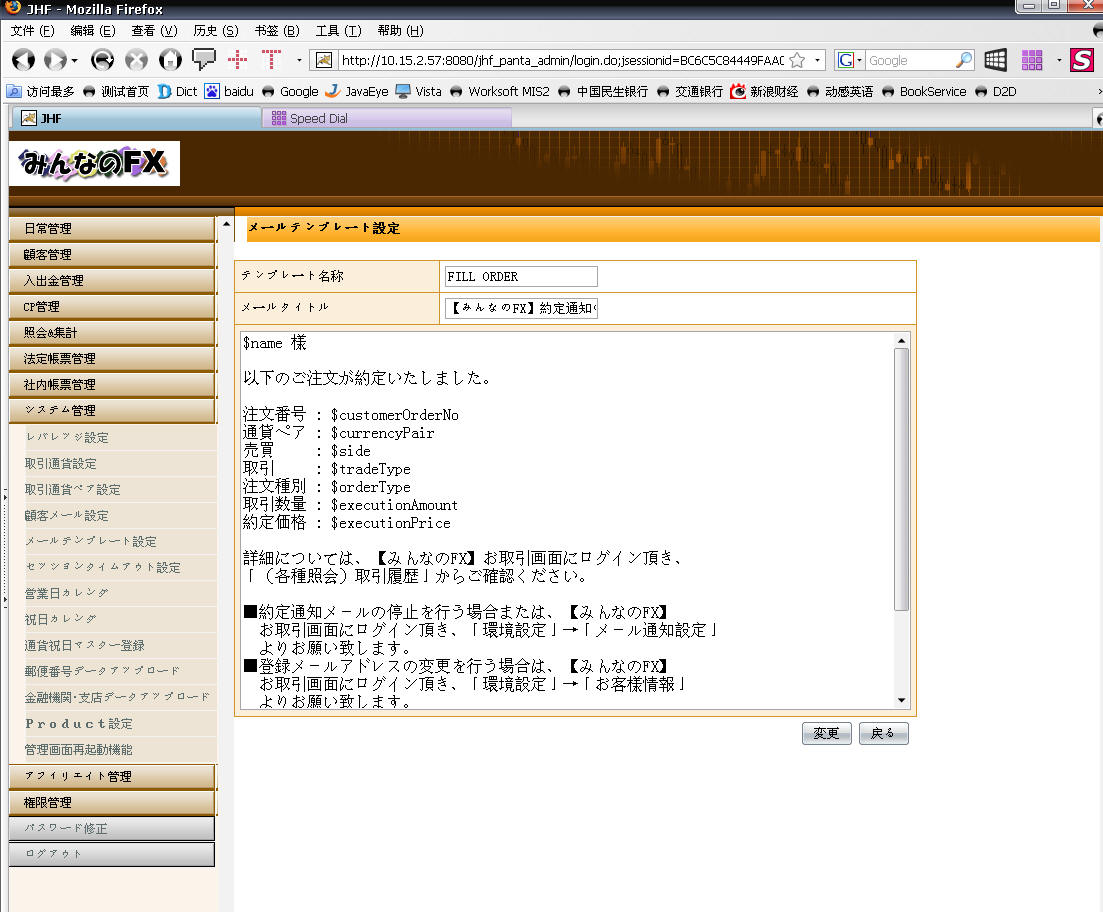 JHF - Mozilla Firefox
文件 (F) 编辑 (E) 查看 (V) 历史 (S) 书签 (B) 工具 (T) 帮助 (H)
http://10.15.2.57:8080/jhf_panta_admin/login.do;jsessionid=BC6C5C84449FAAC
G Google
S
访问最多 测试首页 Dict baidu Google JavaEye Vista Worksoft MIS2 中国民生银行 交通银行 新浪财经 动感英语 BookService D2D
JHF Speed Dial
みんなのFX
日常管理
顧客管理
入出金管理
CP管理
照会&集計
法定帳票管理
社内帳票管理
システム管理
レバレッジ設定
取引通貨設定
取引通貨ペア設定
顧客メール設定
メールテンプレート設定
セッションタイムアウト設定
営業日カレンダ
祝日カレンダ
通貨祝日マスター登録
郵便番号データアップロード
金融機関・支店データアップロード
Product設定
管理画面再起動機能
アフィリエイト管理
権限管理
パスワード修正
ログアウト
メールテンプレート設定
テンプレート名称 FILL ORDER
メールタイトル 【みんなのFX】約定通知
$name 様
以下のご注文が約定いたしました。
注文番号 : $customerOrderNo
通貨ペア : $currencyPair
売買 : $side
取引 : $tradeType
注文種別 : $orderType
取引数量 : $executionAmount
約定価格 : $executionPrice
詳細については、【みんなのFX】お取引画面にログイン頂き、
「（各種照会）取引履歴」からご確認ください。
■約定通知メールの停止を行う場合または、【みんなのFX】
お取引画面にログイン頂き、「環境設定」→「メール通知設定」
よりお願い致します。
■登録メールアドレスの変更を行う場合は、【みんなのFX】
お取引画面にログイン頂き、「環境設定」→「お客様情報」
よりお願い致します。
変更 戻る